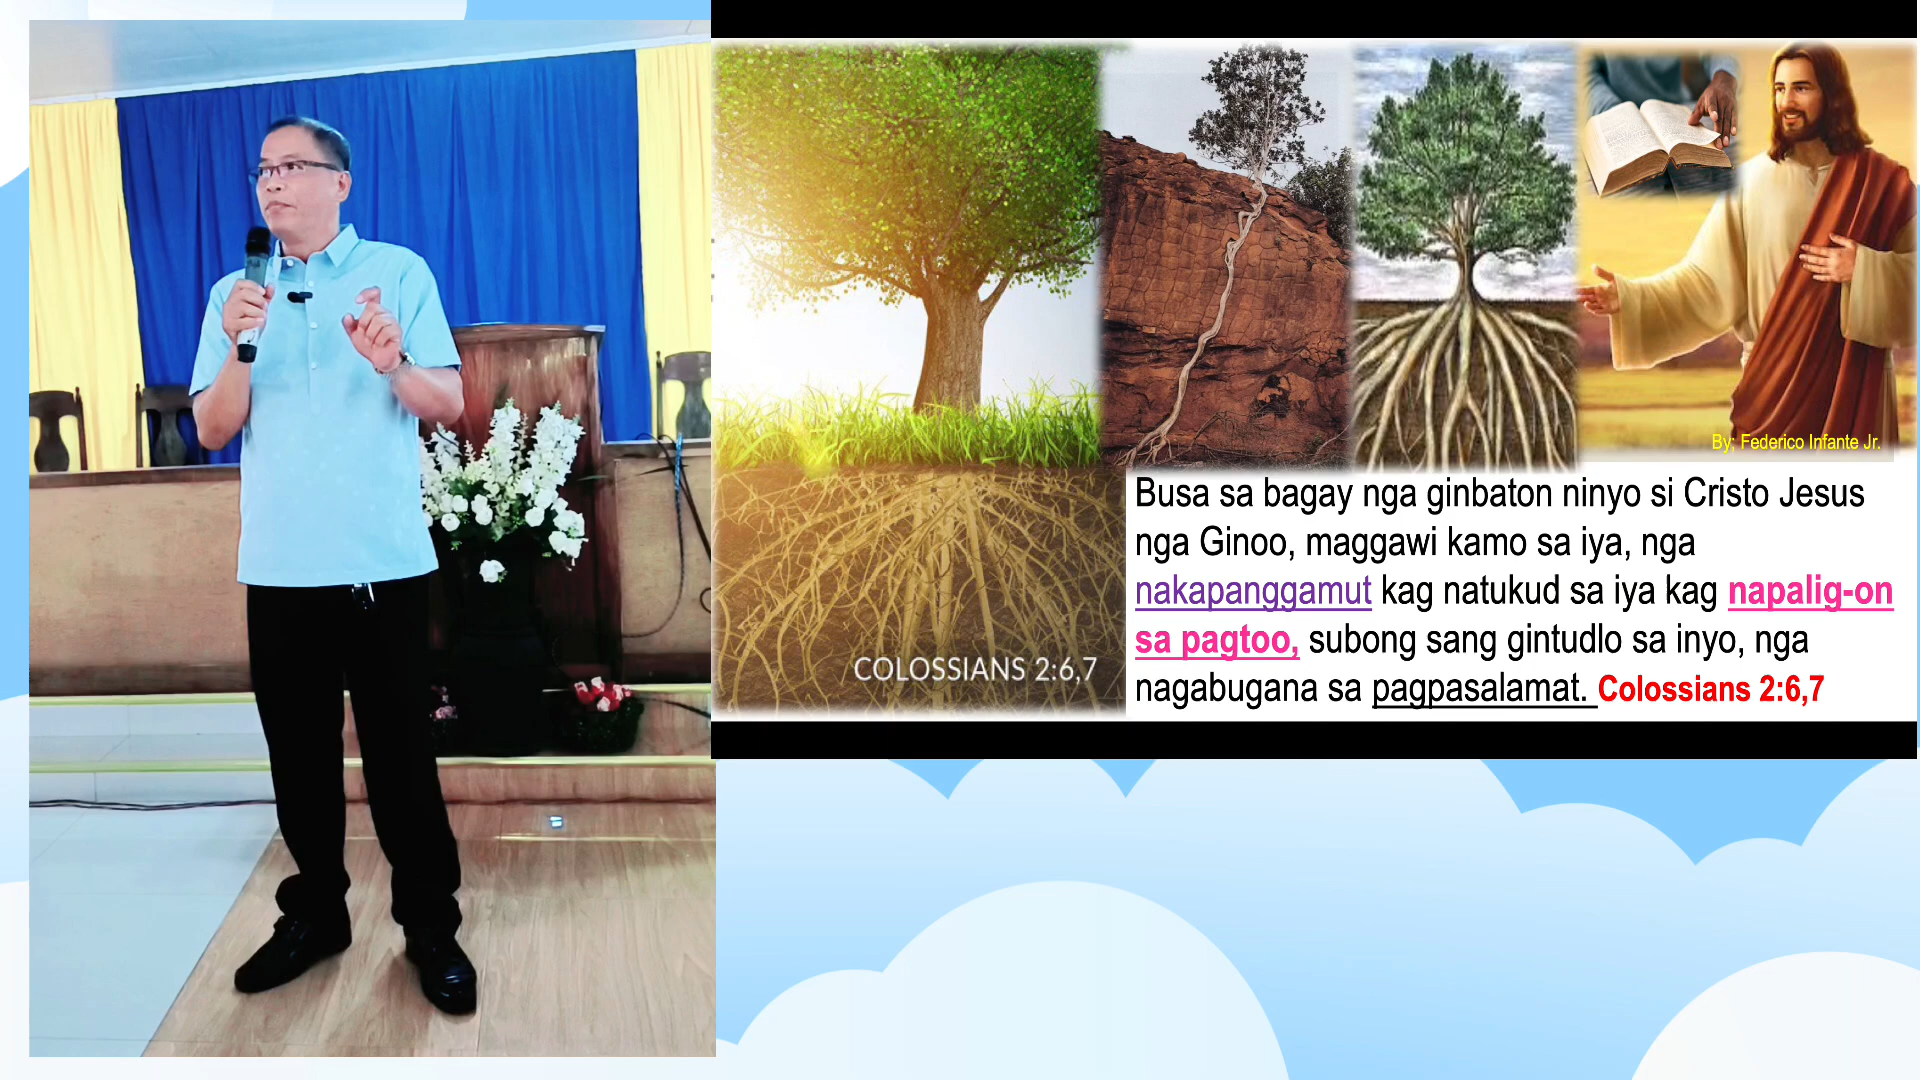 By; Federico Infante Jr.
Busa sa bagay nga ginbaton ninyo si Cristo Jesus
nga Ginoo, maggawi kamo sa iya, nga
nakapanggamut kag natukud sa iya kag napalig-on
sa pagtoo, subong sang gintudlo sa inyo, nga
nagabugana sa pagpasalamat. Colossians 2:6,7
COLOSSIANS 2:6,7